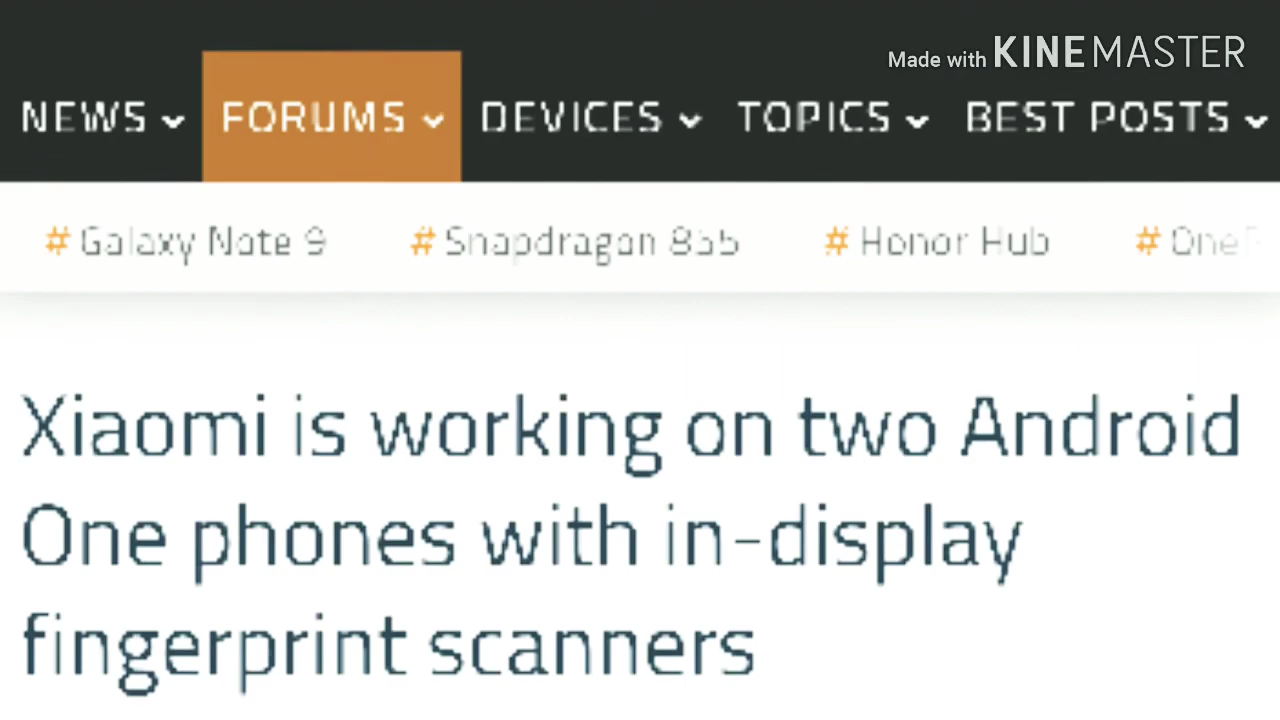 Made with KINEMASTER
NEWS FORUMS DEVICES TOPICS BEST POSTS
# Galaxy Note 9 # Snapdragon 855 # Honor Hub #
Xiaomi is working on two Android
One phones with in-display
fingerprint scanners